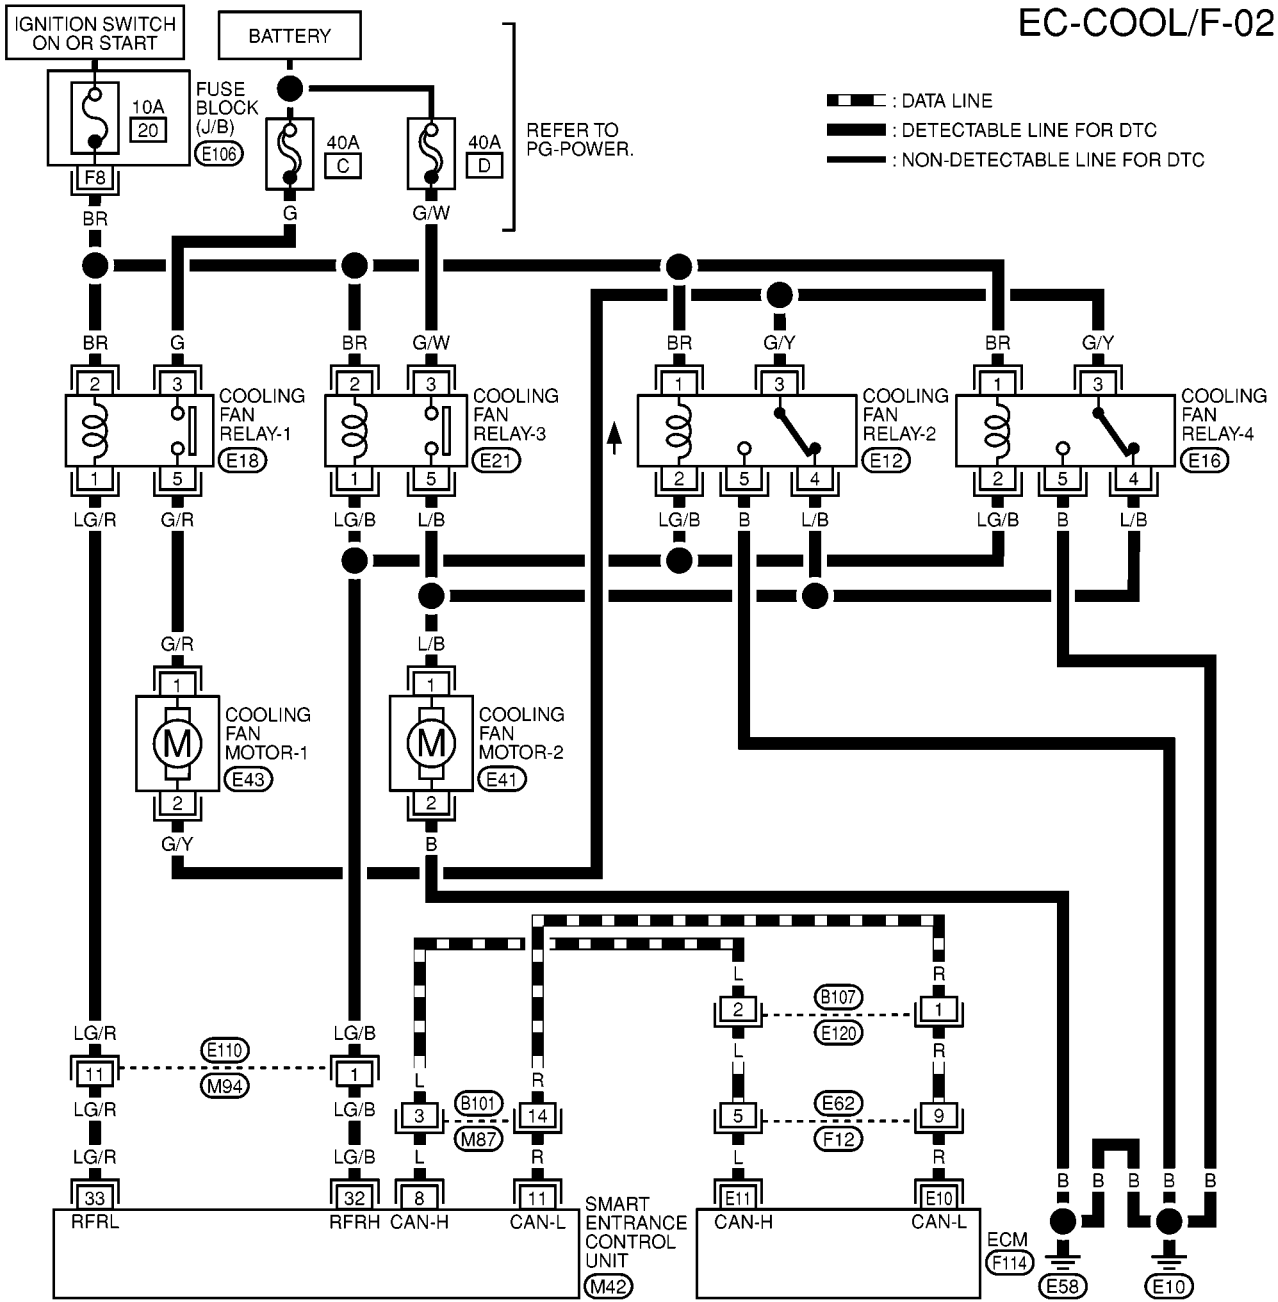 EC-COOL/F-02
IGNITION SWITCH
ON OR START
BATTERY
10A
20
FUSE
BLOCK
(J/B)
E106
F8
BR
40A
C
G
40A
D
G/W
REFER TO
PG-POWER.
: DATA LINE
: DETECTABLE LINE FOR DTC
: NON-DETECTABLE LINE FOR DTC
BR
G
BR
G/W
BR
G/Y
BR
G/Y
2
3
2
3
1
3
1
3
COOLING
FAN
RELAY-1
E18
COOLING
FAN
RELAY-3
E21
COOLING
FAN
RELAY-2
E12
COOLING
FAN
RELAY-4
E16
1
5
1
5
2
5
4
2
5
4
LG/R
G/R
LG/B
L/B
LG/B
B
L/B
LG/B
B
L/B
G/R
L/B
1
1
M
M
COOLING
FAN
MOTOR-1
E43
COOLING
FAN
MOTOR-2
E41
2
2
G/Y
B
L
R
2
B107
E120
1
L
R
LG/R
LG/B
11
E110
M94
1
L
R
LG/R
LG/B
3
B101
M87
14
5
E62
F12
9
LG/R
LG/B
L
R
L
R
B
B
B
B
B
33
32
8
11
E11
E10
RFRL
RFRH
CAN-H
CAN-L
CAN-H
CAN-L
SMART
ENTRANCE
CONTROL
UNIT
M42
ECM
F114
E58
E10